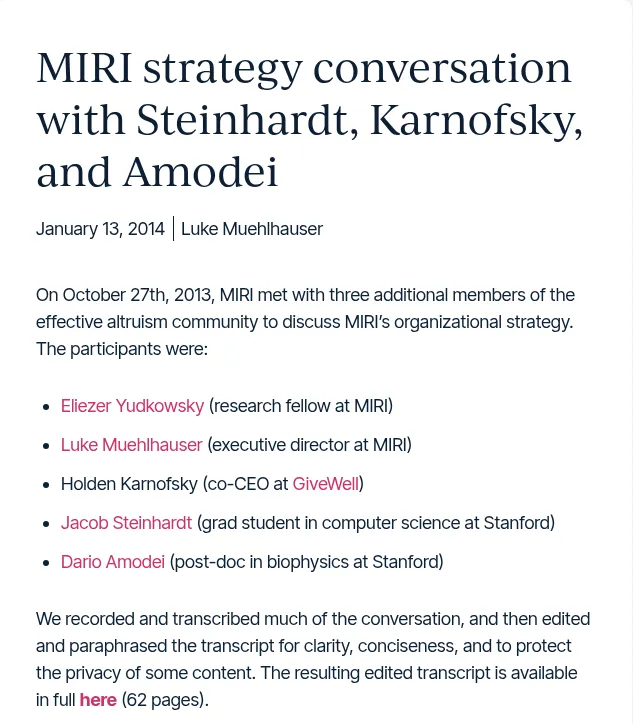 MIRI strategy conversation
with Steinhardt, Karnofsky,
and Amodei
January 13, 2014 | Luke Muehlhauser
On October 27th, 2013, MIRI met with three additional members of the
effective altruism community to discuss MIRI’s organizational strategy.
The participants were:
• Eliezer Yudkowsky (research fellow at MIRI)
• Luke Muehlhauser (executive director at MIRI)
• Holden Karnofsky (co-CEO at GiveWell)
• Jacob Steinhardt (grad student in computer science at Stanford)
• Dario Amodei (post-doc in biophysics at Stanford)
We recorded and transcribed much of the conversation, and then edited
and paraphrased the transcript for clarity, conciseness, and to protect
the privacy of some content. The resulting edited transcript is available
in full here (62 pages).